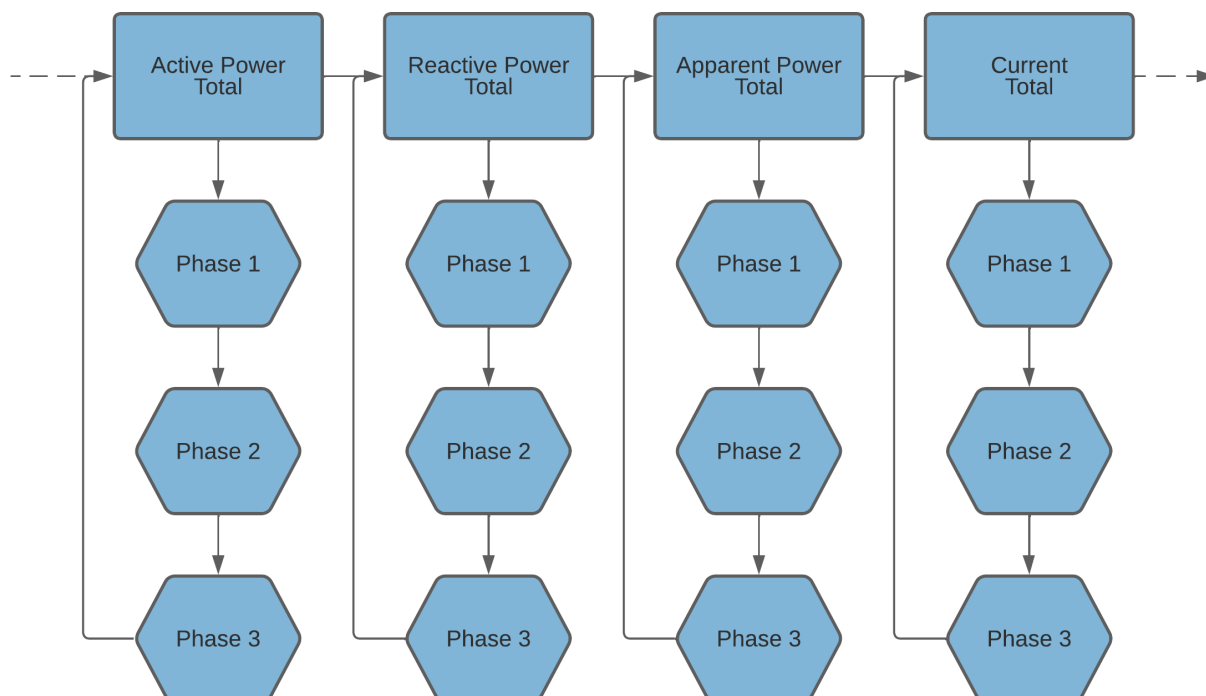 Active Power
Total
Reactive Power
Total
Apparent Power
Total
Current
Total
Phase 1
Phase 1
Phase 1
Phase 1
Phase 2
Phase 2
Phase 2
Phase 2
Phase 3
Phase 3
Phase 3
Phase 3